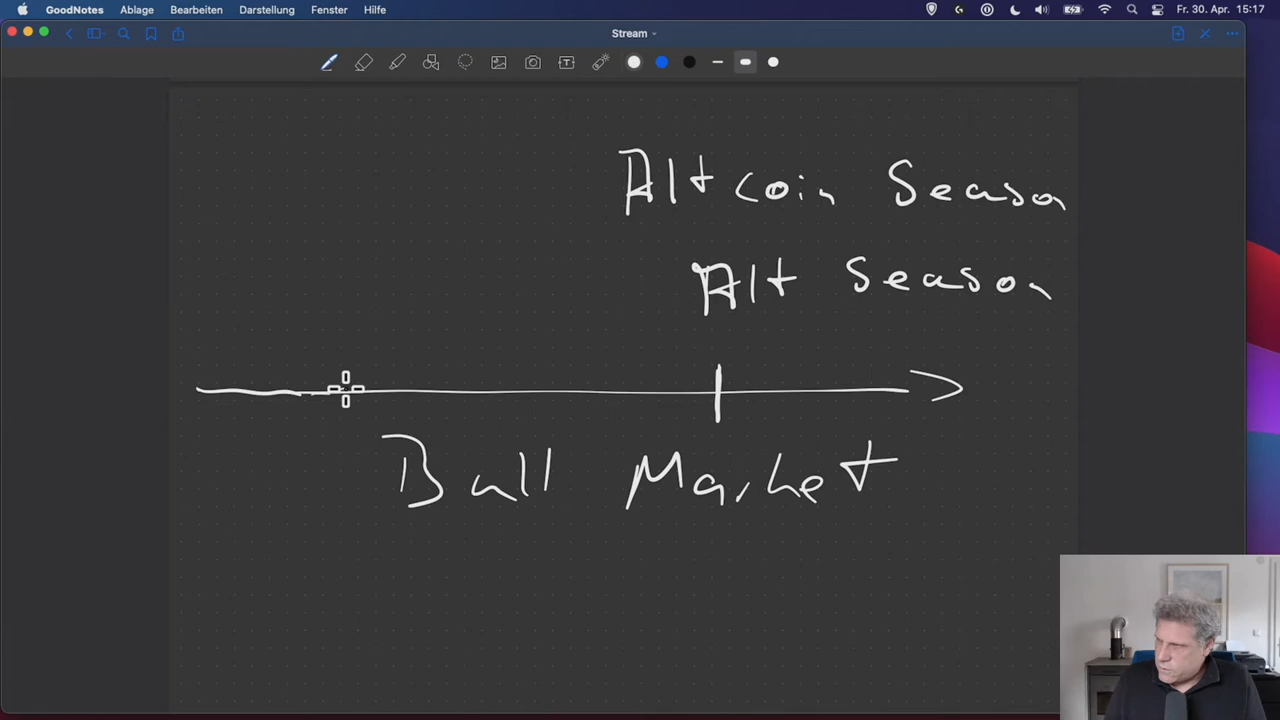 GoodNotes Ablage Bearbeiten Darstellung Fenster Hilfe Fr. 30. Apr. 15:17
Stream
Altcoin Season
Alt Season
Bull Market